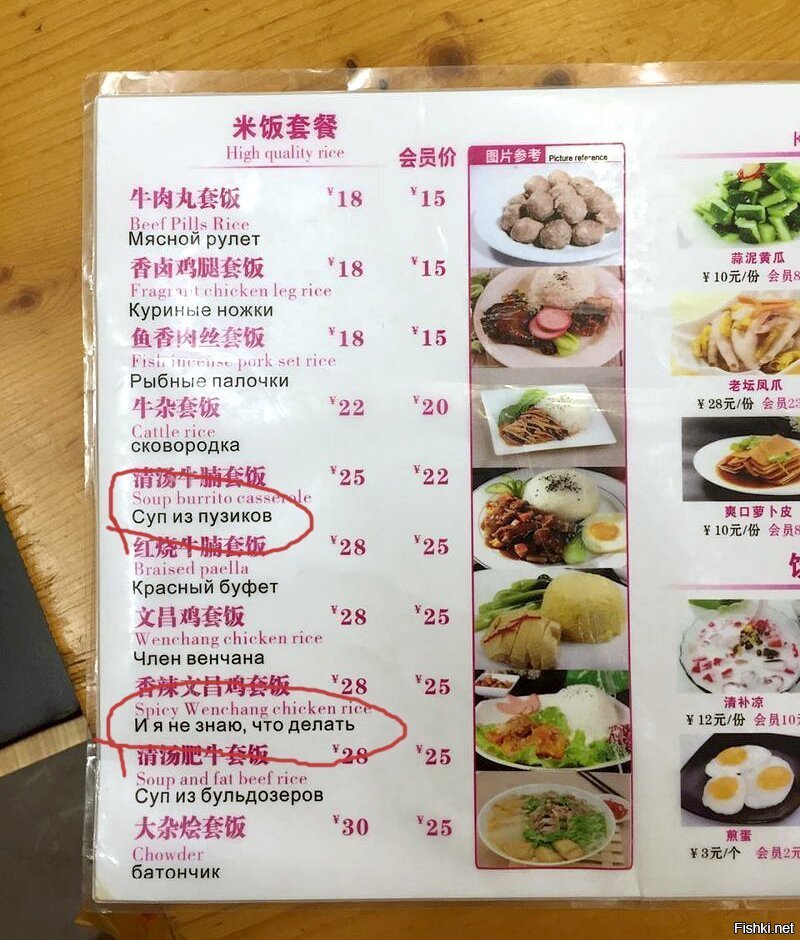 米饭套餐
High quality rice
会员价
牛肉丸套饭 ¥18 ¥15
Beef Pills Rice
Мясной рулет
香卤鸡腿套饭 ¥18 ¥15
Fragrant chicken leg rice
Куриные ножки
鱼香肉丝套饭 ¥18 ¥15
Fish incense pork set rice
Рыбные палочки
牛杂套饭 ¥22 ¥20
Cattle rice
сковородка
清汤牛腩套饭 ¥25 ¥22
Soup burrito casserole
Суп из пузиков
红烧牛腩套饭 ¥28 ¥25
Braised paella
Красный буфет
文昌鸡套饭 ¥28 ¥25
Wenchang chicken rice
Член венчана
香辣文昌鸡套饭 ¥28 ¥25
Spicy Wenchang chicken rice
И я не знаю, что делать
清汤肥牛套饭 ¥28 ¥25
Soup and fat beef rice
Суп из бульдозеров
大杂烩套饭 ¥30 ¥25
Chowder
батончик
图片参考 Picture reference
K
蒜泥黄瓜
¥10元/份 会员8
老坛凤爪
¥28元/份 会员23
爽口萝卜皮
¥10元/份 会员8
清补凉
¥12元/份 会员10
煎蛋
¥3元/个 会员2元
Fishki.net